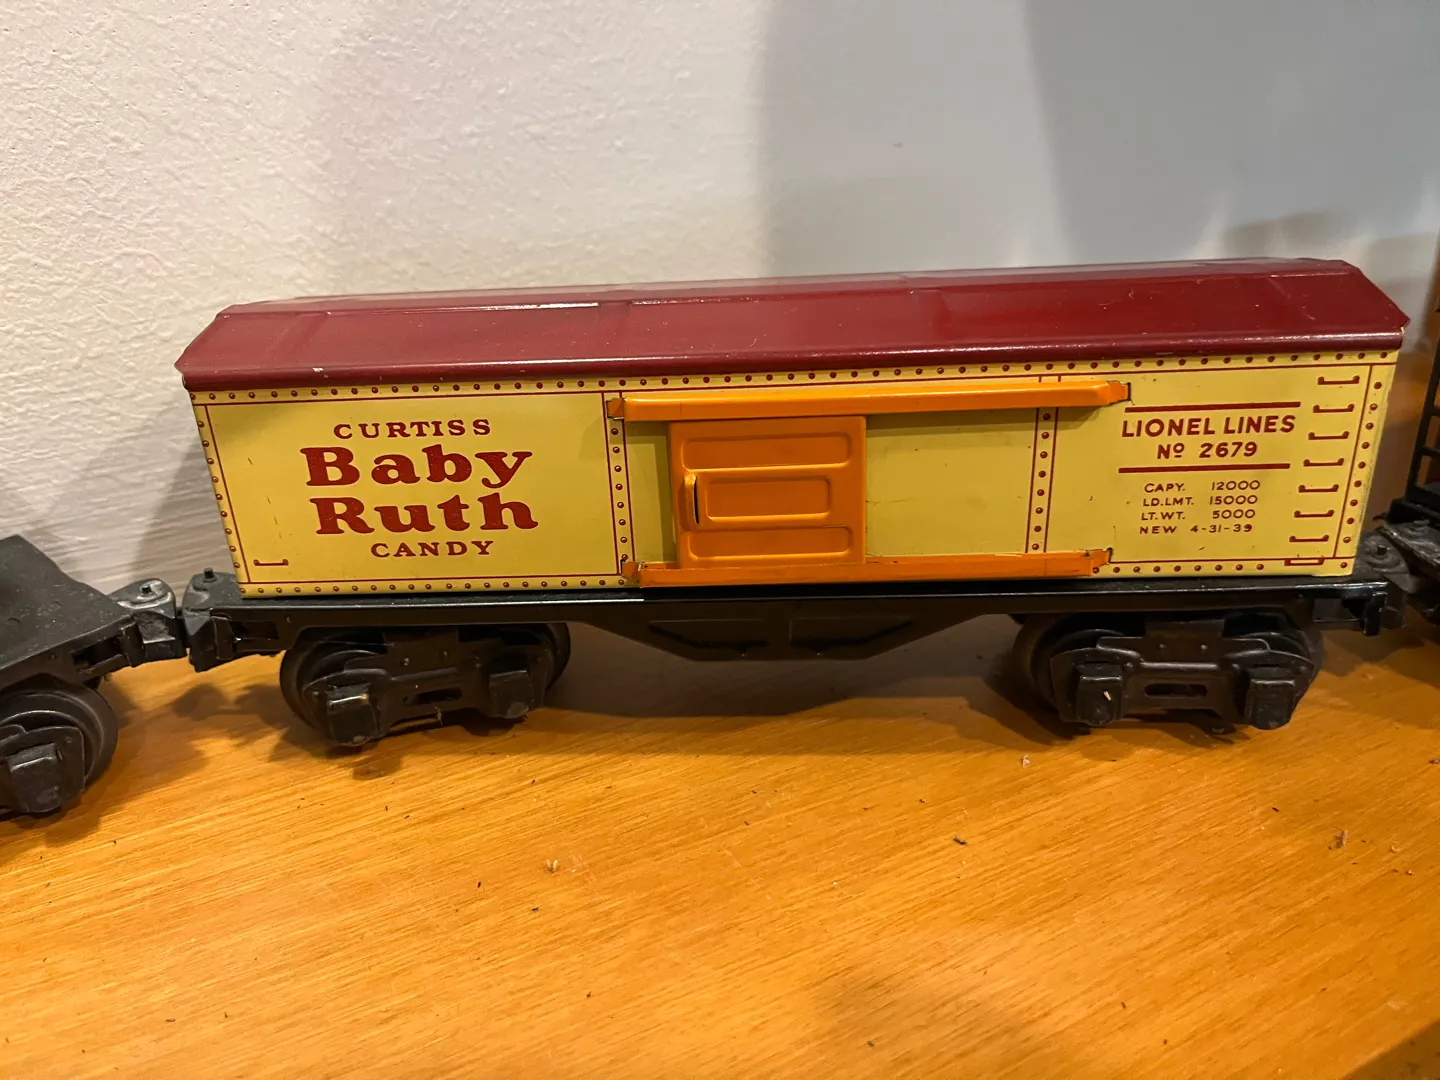 CURTISS
Baby
Ruth
CANDY
LIONEL LINES
Nº 2679
CAPY. 12000
LD.LMT. 15000
LT.WT. 5000
NEW 4-31-39